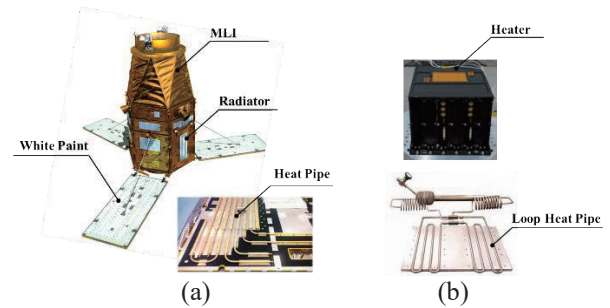 MLI
Radiator
White Paint
Heat Pipe
(a)
Heater
Loop Heat Pipe
(b)